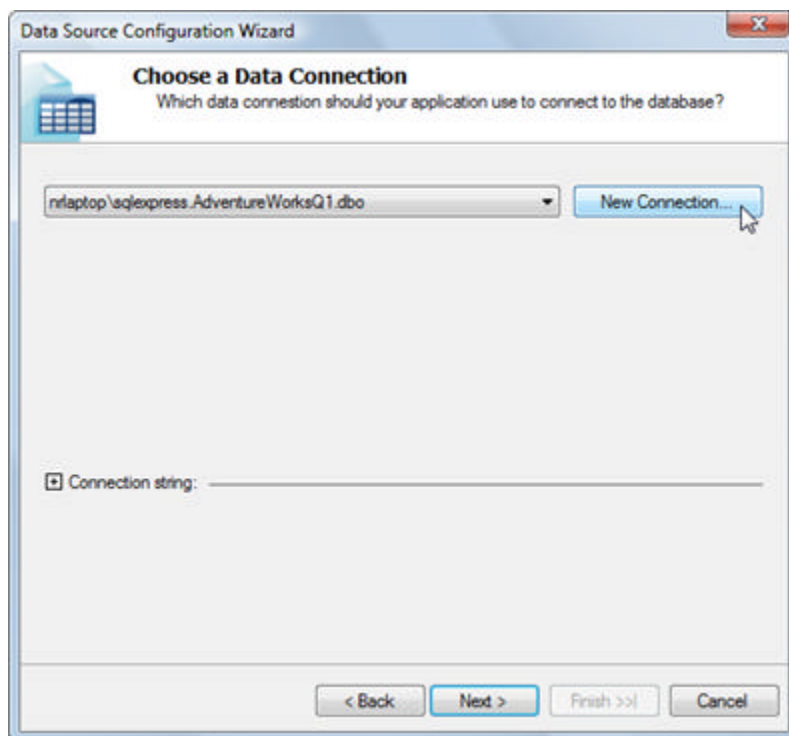 Data Source Configuration Wizard
Choose a Data Connection
Which data connestion should your application use to connect to the database?
nrlaptop\sqlexpress.AdventureWorksQ1.dbo
New Connection...
Connection string:
< Back
Next >
Finish >>|
Cancel